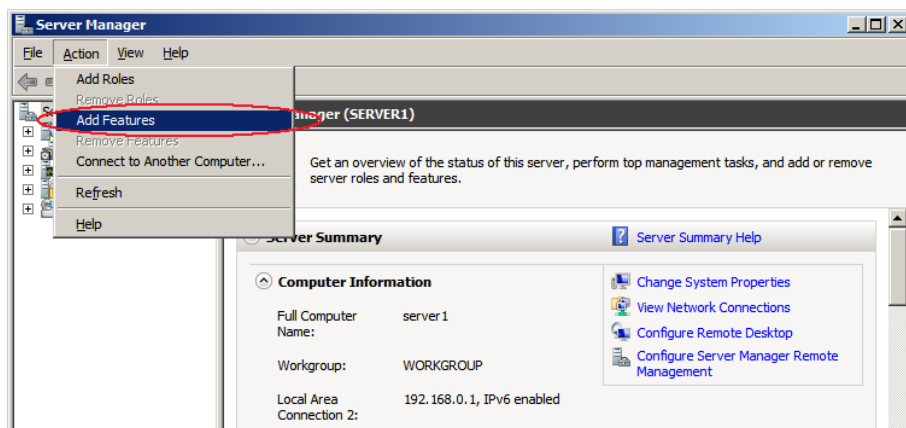 Server Manager
File Action View Help
Add Roles
Remove Roles
Add Features
Remove Features
Connect to Another Computer...
Refresh
Help
(SERVER1)
Get an overview of the status of this server, perform top management tasks, and add or remove
server roles and features.
Server Summary
Server Summary Help
Computer Information
Full Computer
Name:
server1
Workgroup:
WORKGROUP
Local Area
Connection 2:
192.168.0.1, IPv6 enabled
Change System Properties
View Network Connections
Configure Remote Desktop
Configure Server Manager Remote
Management